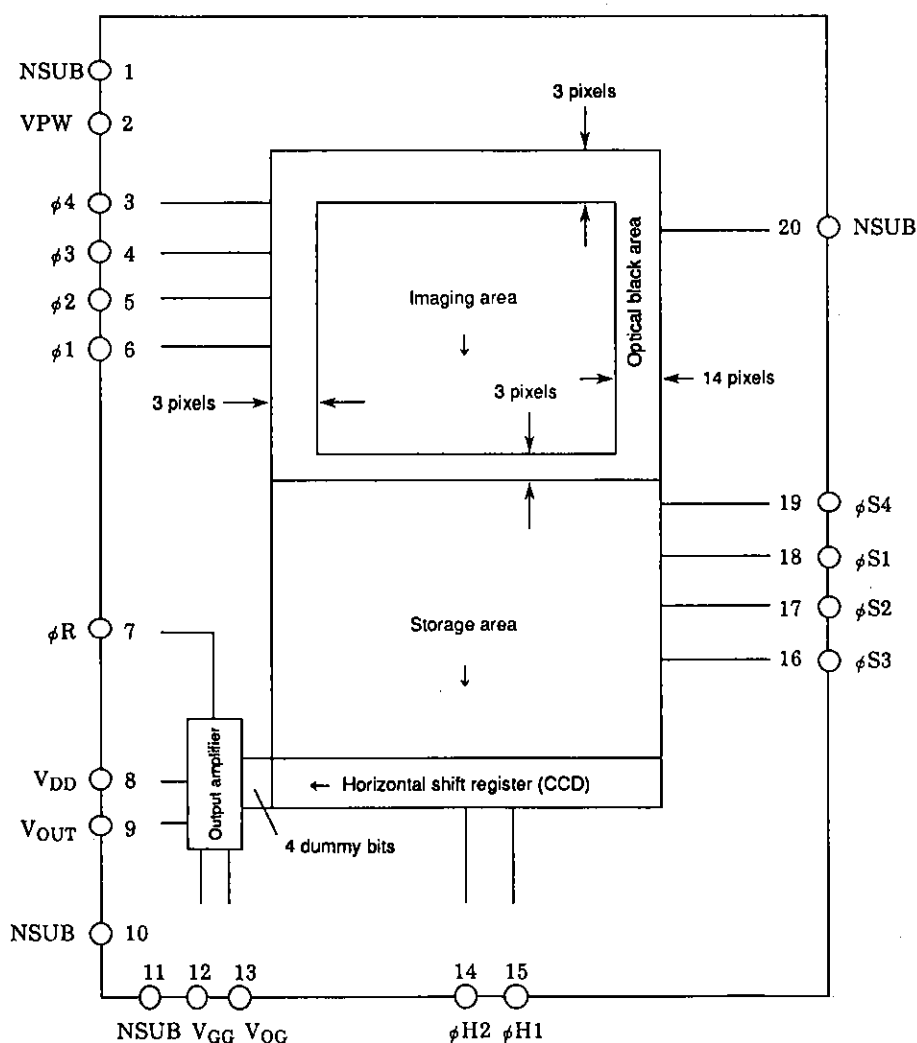 NSUB 1
3 pixels
VPW 2
φ4 3
20 NSUB
φ3 4
Optical black area
φ2 5
Imaging area
φ1 6
3 pixels
3 pixels
14 pixels
19 φS4
18 φS1
17 φS2
φR 7
Storage area
16 φS3
Output amplifier
VDD 8
← Horizontal shift register (CCD)
VOUT 9
4 dummy bits
NSUB 10
11 12 13 14 15
NSUB VGG VOG φH2 φH1